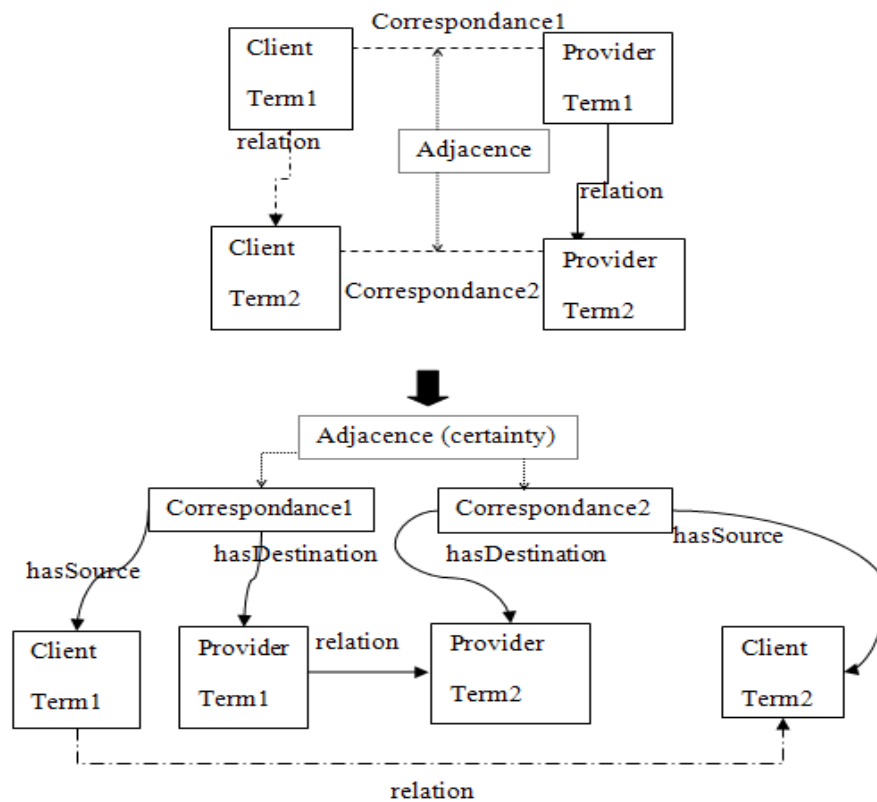 Correspondance1
Client
Term1
Provider
Term1
relation
Adjacence
relation
Client
Term2
Provider
Term2
Correspondance2
Adjacence (certainty)
Correspondance1
Correspondance2
hasSource
hasDestination
hasDestination
hasSource
Client
Term1
Provider
Term1
relation
Provider
Term2
Client
Term2
relation